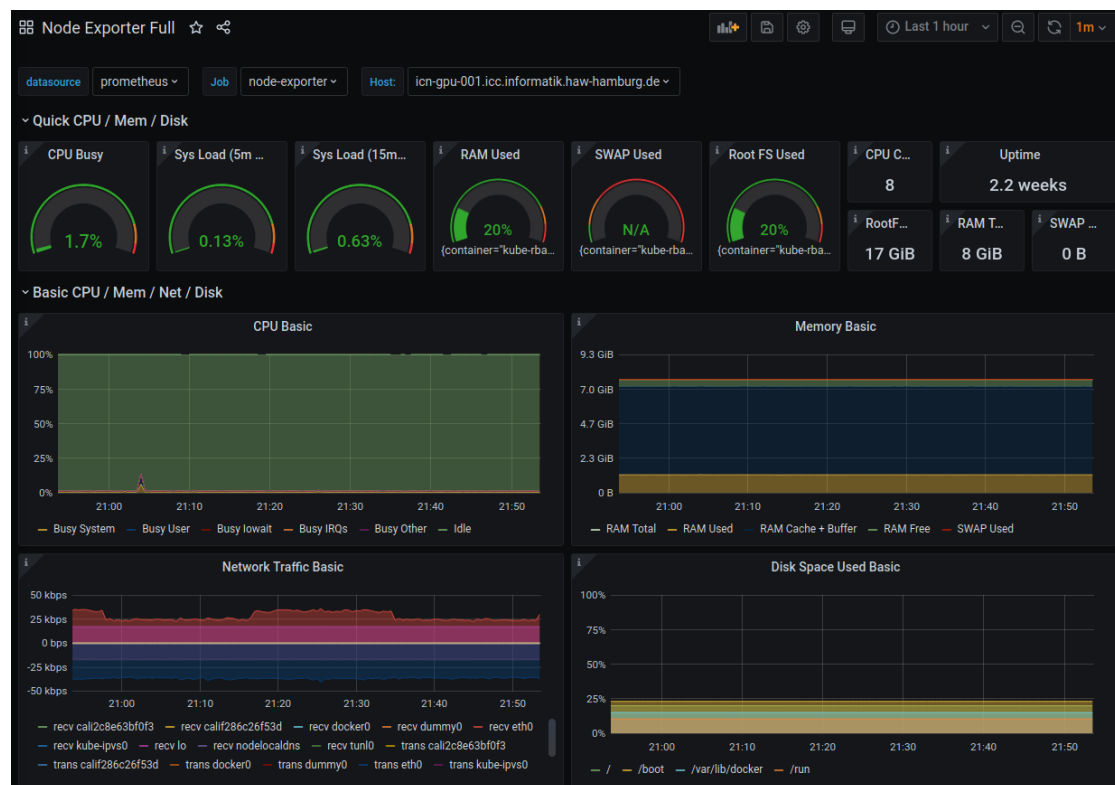 Node Exporter Full
Last 1 hour
1m
datasource prometheus Job node-exporter Host: icn-gpu-001.icc.informatik.haw-hamburg.de
Quick CPU / Mem / Disk
CPU Busy
1.7%
Sys Load (5m ...
0.13%
Sys Load (15m...
0.63%
RAM Used
20%
{container="kube-rba...
SWAP Used
N/A
{container="kube-rba...
Root FS Used
20%
{container="kube-rba...
CPU C...
8
Uptime
2.2 weeks
RootF...
17 GiB
RAM T...
8 GiB
SWAP ...
0 B
Basic CPU / Mem / Net / Disk
CPU Basic
100%
75%
50%
25%
0%
21:00 21:10 21:20 21:30 21:40 21:50
Busy System Busy User Busy Iowait Busy IRQs Busy Other Idle
Memory Basic
9.3 GiB
7.0 GiB
4.7 GiB
2.3 GiB
0 B
21:00 21:10 21:20 21:30 21:40 21:50
RAM Total RAM Used RAM Cache + Buffer RAM Free SWAP Used
Network Traffic Basic
50 kbps
25 kbps
0 bps
-25 kbps
-50 kbps
21:00 21:10 21:20 21:30 21:40 21:50
recv cali2c8e63bf0f3 recv calif286c26f53d recv docker0 recv dummy0 recv eth0
recv kube-ipvs0 recv lo recv nodelocaldns recv tunl0 trans cali2c8e63bf0f3
trans calif286c26f53d trans docker0 trans dummy0 trans eth0 trans kube-ipvs0
Disk Space Used Basic
100%
75%
50%
25%
0%
21:00 21:10 21:20 21:30 21:40 21:50
/ /boot /var/lib/docker /run